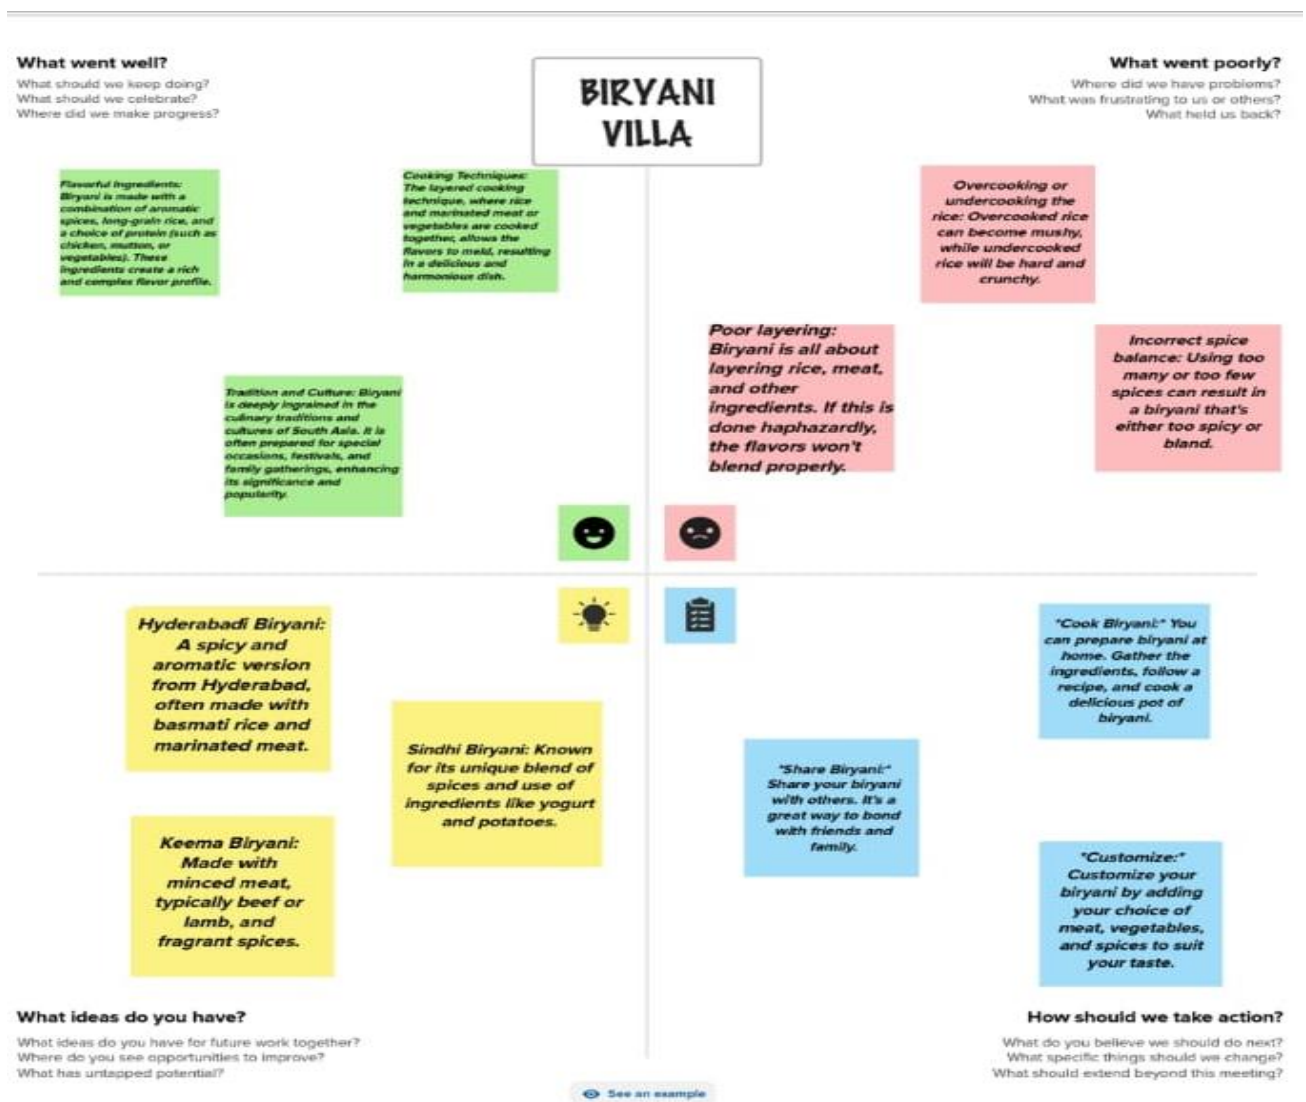 What went well?
What should we keep doing?
What should we celebrate?
Where did we make progress?
BIRYANI
VILLA
What went poorly?
Where did we have problems?
What was frustrating to us or others?
What held us back?
Flavorful Ingredients:
Biryani is made with a
combination of aromatic
spices, long-grain rice, and
a choice of protein (such as
chicken, mutton, or
vegetables). These
ingredients create a rich
and complex flavor profile.
Cooking Techniques:
The layered cooking
technique, where rice
and marinated meat or
vegetables are cooked
together, allows the
flavors to meld, resulting
in a delicious and
harmonious dish.
Tradition and Culture: Biryani
is deeply ingrained in the
culinary traditions and
cultures of South Asia. It is
often prepared for special
occasions, festivals, and
family gatherings, enhancing
its significance and
popularity.
Overcooking or
undercooking the
rice: Overcooked rice
can become mushy,
while undercooked
rice will be hard and
crunchy.
Poor layering:
Biryani is all about
layering rice, meat,
and other
ingredients. If this is
done haphazardly,
the flavors won't
blend properly.
Incorrect spice
balance: Using too
many or too few
spices can result in
a biryani that's
either too spicy or
bland.
Hyderabadi Biryani:
A spicy and
aromatic version
from Hyderabad,
often made with
basmati rice and
marinated meat.
Sindhi Biryani: Known
for its unique blend of
spices and use of
ingredients like yogurt
and potatoes.
Keema Biryani:
Made with
minced meat,
typically beef or
lamb, and
fragrant spices.
"Cook Biryani:" You
can prepare biryani at
home. Gather the
ingredients, follow a
recipe, and cook a
delicious pot of
biryani.
"Share Biryani:"
Share your biryani
with others. It's a
great way to bond
with friends and
family.
"Customize:"
Customize your
biryani by adding
your choice of
meat, vegetables,
and spices to suit
your taste.
What ideas do you have?
What ideas do you have for future work together?
Where do you see opportunities to improve?
What has untapped potential?
How should we take action?
What do you believe we should do next?
What specific things should we change?
What should extend beyond this meeting?
See an example